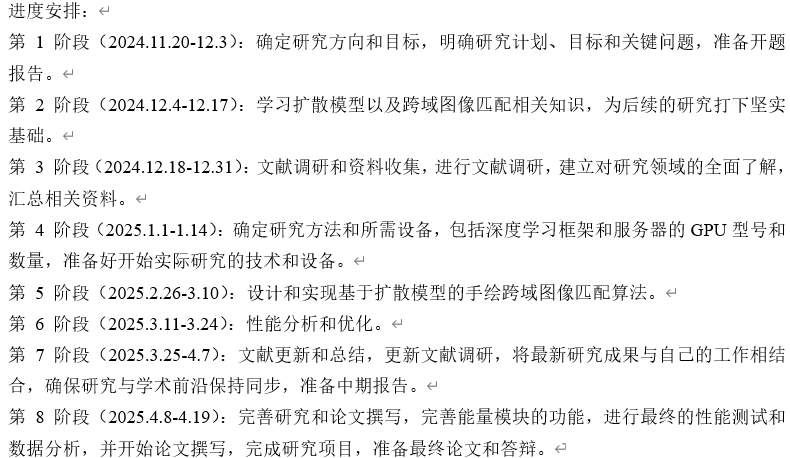 进度安排：
第 1 阶段（2024.11.20-12.3）：确定研究方向和目标，明确研究计划、目标和关键问题，准备开题
报告。
第 2 阶段（2024.12.4-12.17）：学习扩散模型以及跨域图像匹配相关知识，为后续的研究打下坚实
基础。
第 3 阶段（2024.12.18-12.31）：文献调研和资料收集，进行文献调研，建立对研究领域的全面了解，
汇总相关资料。
第 4 阶段（2025.1.1-1.14）：确定研究方法和所需设备，包括深度学习框架和服务器的 GPU 型号和
数量，准备好开始实际研究的技术和设备。
第 5 阶段（2025.2.26-3.10）：设计和实现基于扩散模型的手绘跨域图像匹配算法。
第 6 阶段（2025.3.11-3.24）：性能分析和优化。
第 7 阶段（2025.3.25-4.7）：文献更新和总结，更新文献调研，将最新研究成果与自己的工作相结
合，确保研究与学术前沿保持同步，准备中期报告。
第 8 阶段（2025.4.8-4.19）：完善研究和论文撰写，完善能量模块的功能，进行最终的性能测试和
数据分析，并开始论文撰写，完成研究项目，准备最终论文和答辩。